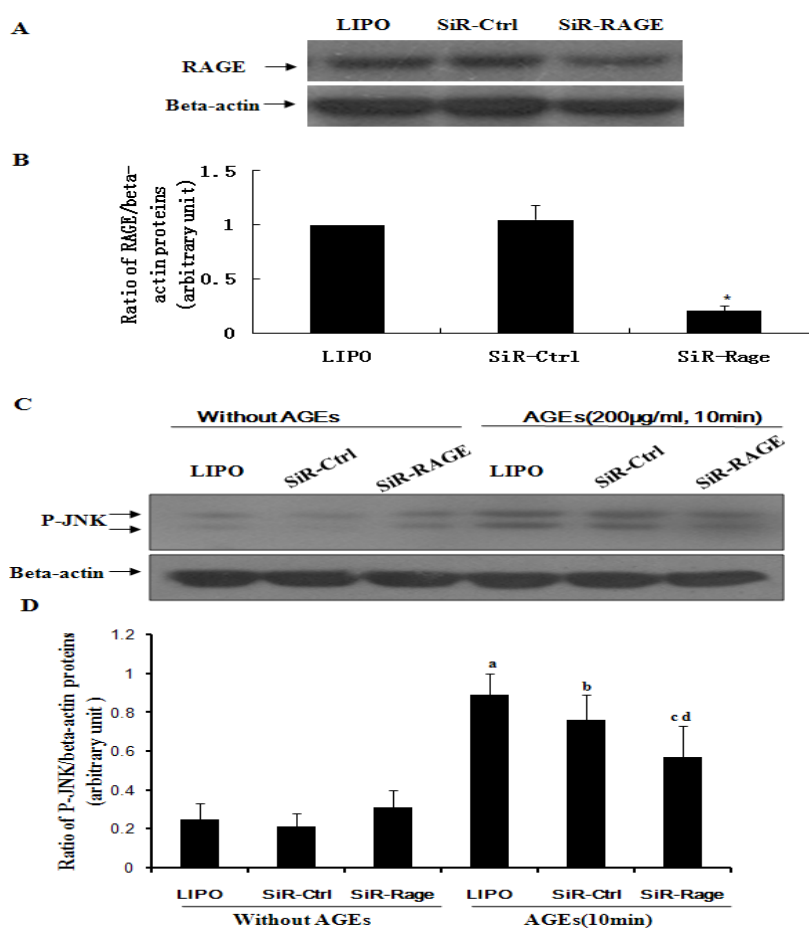 A
LIPO SiR-Ctrl SiR-RAGE
RAGE
Beta-actin
B
Ratio of RAGE/beta-
actin proteins
(arbitrary unit)
1.5
1
0.5
0
*
LIPO SiR-Ctrl SiR-Rage
C
Without AGEs AGEs(200μg/ml, 10min)
LIPO SiR-Ctrl SiR-RAGE LIPO SiR-Ctrl SiR-RAGE
P-JNK
Beta-actin
D
Ratio of P-JNK/beta-actin proteins
(arbitrary unit )
1.2
1
0.8
0.6
0.4
0.2
0
a
b
c d
LIPO SiR-Ctrl SiR-Rage LIPO SiR-Ctrl SiR-Rage
Without AGEs AGEs(10min)